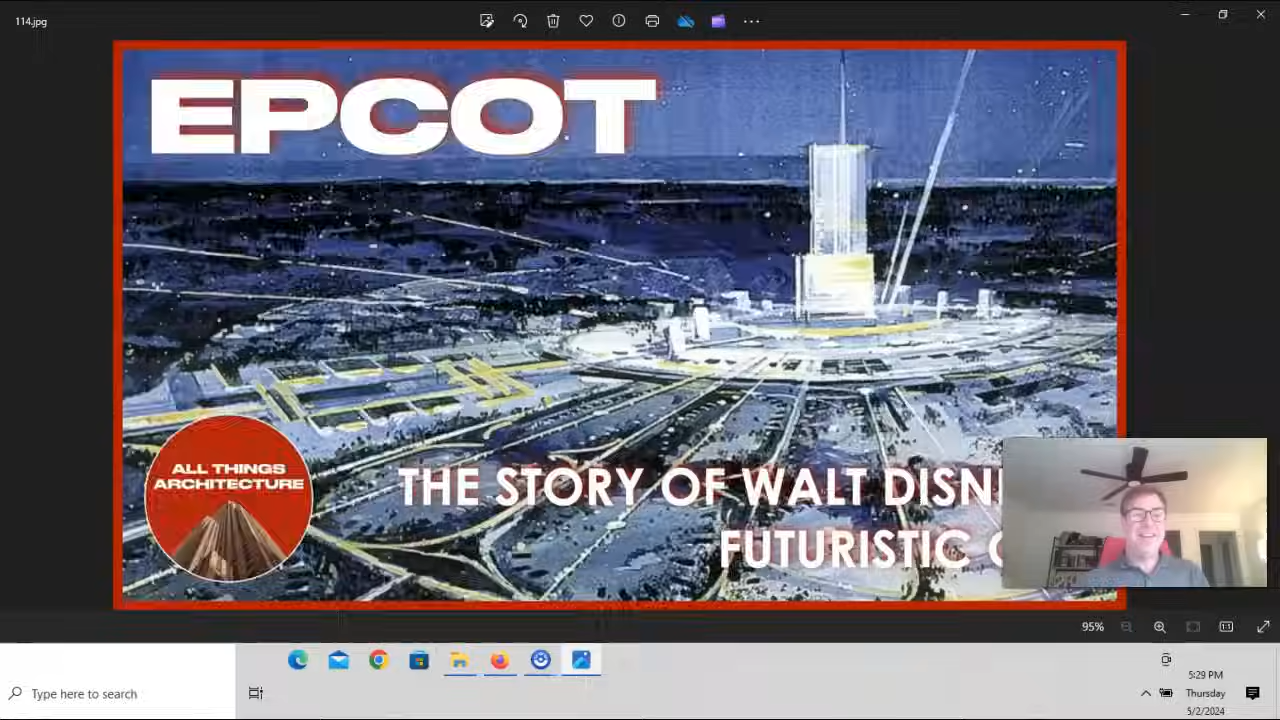 114.jpg
EPCOT
ALL THINGS
ARCHITECTURE
THE STORY OF WALT DISN
FUTURISTIC
95%
Type here to search
5:29 PM
Thursday
5/2/2024